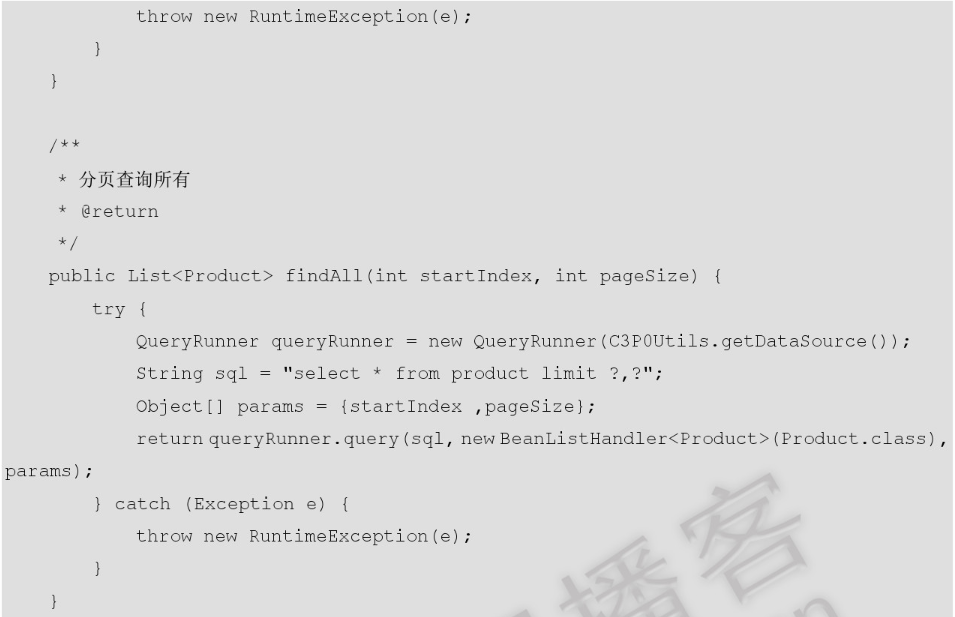 throw new RuntimeException(e);
}
}
/**
* 分页查询所有
* @return
*/
public List<Product> findAll(int startIndex, int pageSize) {
try {
QueryRunner queryRunner = new QueryRunner(C3P0Utils.getDataSource());
String sql = "select * from product limit ?,?";
Object[] params = {startIndex ,pageSize};
return queryRunner.query(sql, new BeanListHandler<Product>(Product.class),
params);
} catch (Exception e) {
throw new RuntimeException(e);
}
}
播客